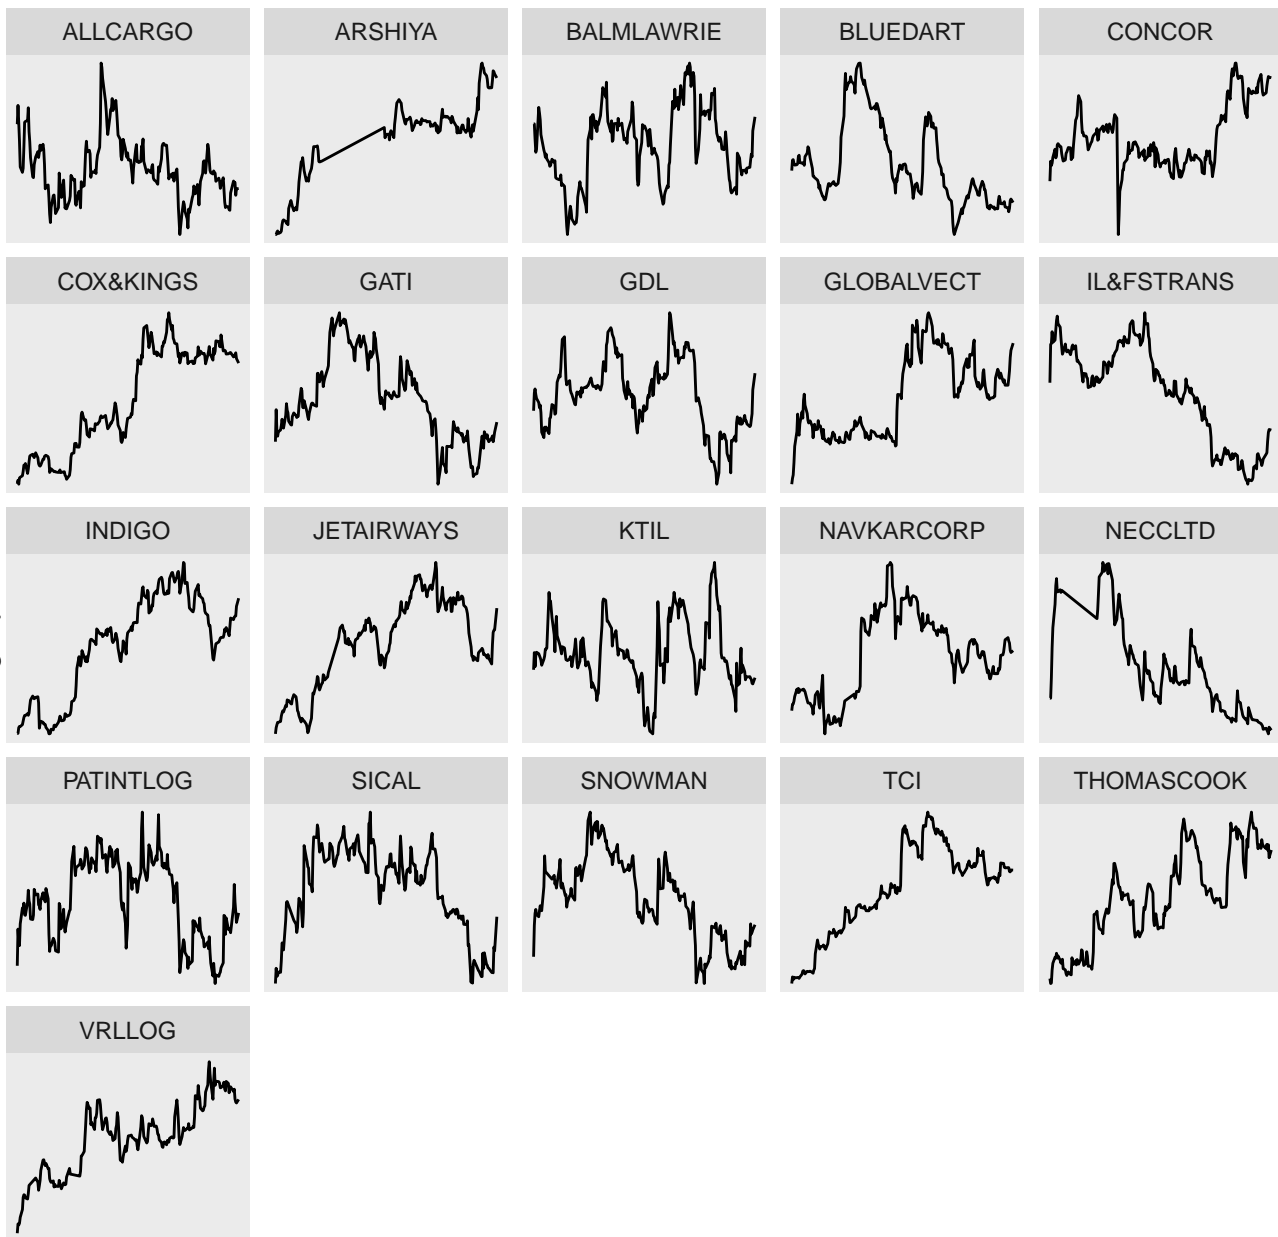 ALLCARGO
ARSHIYA
BALMLAWRIE
BLUEDART
CONCOR
COX&KINGS
GATI
GDL
GLOBALVECT
IL&FSTRANS
INDIGO
JETAIRWAYS
KTIL
NAVKARCORP
NECCLTD
PATINTLOG
SICAL
SNOWMAN
TCI
THOMASCOOK
VRLLOG